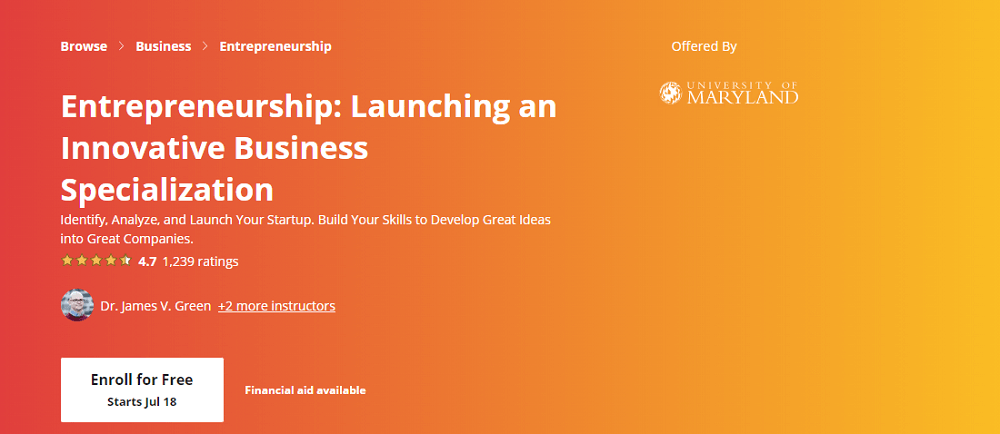 Browse > Business > Entrepreneurship
Offered By
UNIVERSITY OF
MARYLAND
Entrepreneurship: Launching an
Innovative Business
Specialization
Identify, Analyze, and Launch Your Startup. Build Your Skills to Develop Great Ideas
into Great Companies.
4.7 1,239 ratings
Dr. James V. Green +2 more instructors
Enroll for Free
Starts Jul 18
Financial aid available